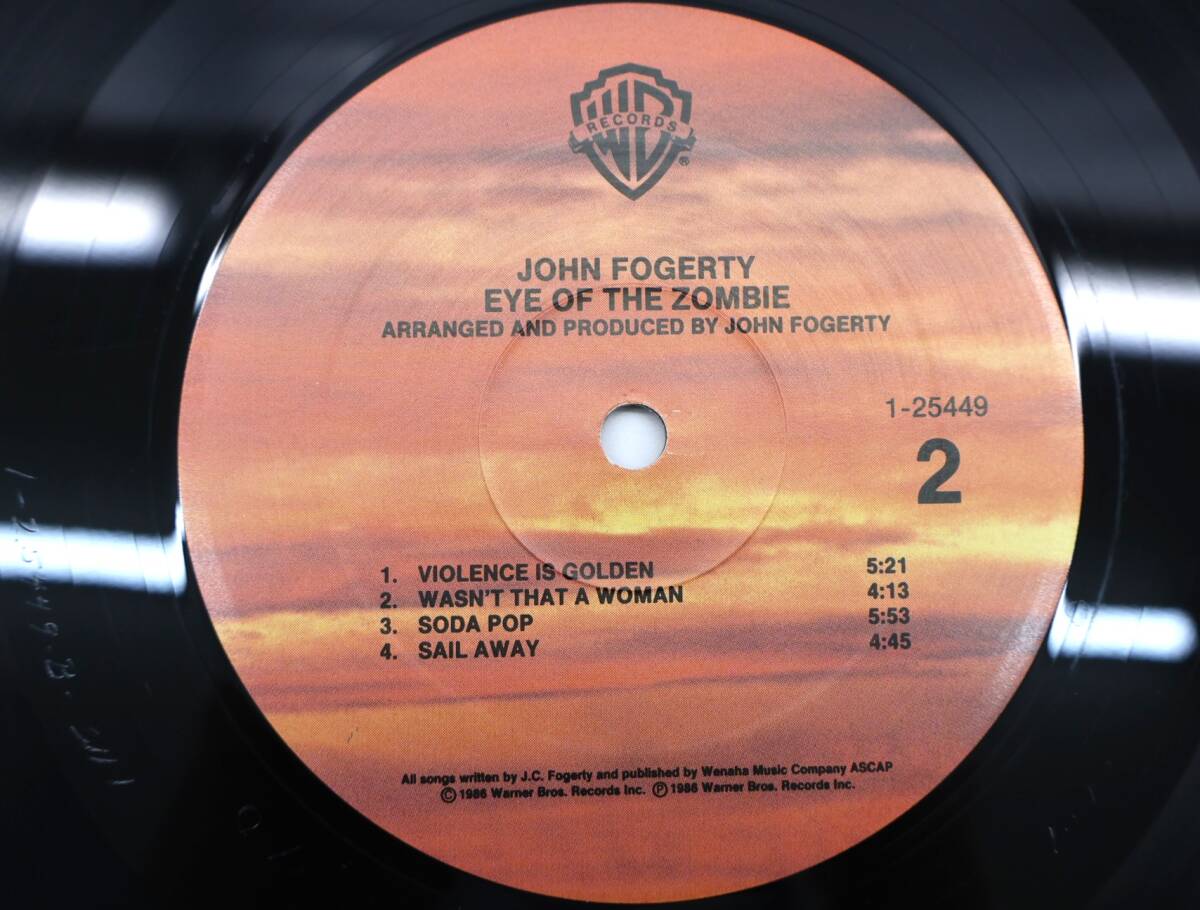 WB
RECORDS
®
JOHN FOGERTY
EYE OF THE ZOMBIE
ARRANGED AND PRODUCED BY JOHN FOGERTY
1-25449
2
1. VIOLENCE IS GOLDEN 5:21
2. WASN'T THAT A WOMAN 4:13
3. SODA POP 5:53
4. SAIL AWAY 4:45
All songs written by J.C. Fogerty and published by Wenaha Music Company ASCAP
© 1986 Warner Bros. Records Inc. ℗ 1986 Warner Bros. Records Inc.